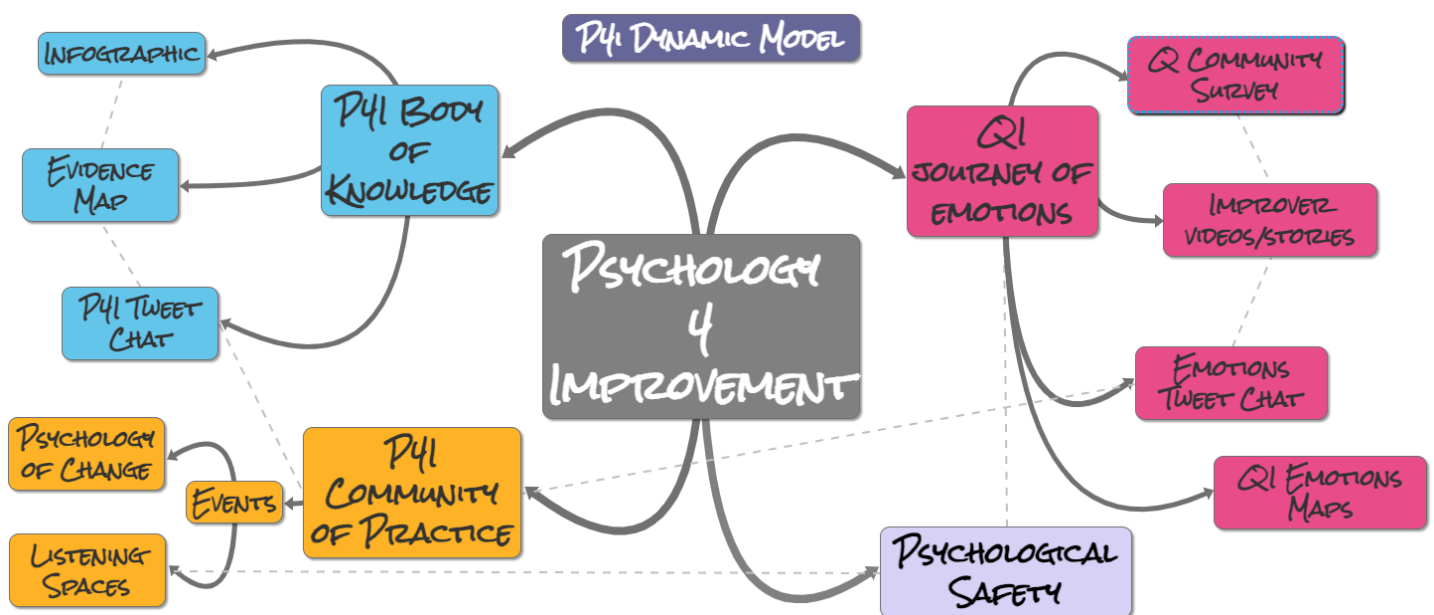 P4i Dynamic Model
Infographic
P4I Body
of
Knowledge
Evidence
Map
P4I Tweet
Chat
QI
journey of
emotions
Q Community
Survey
Improver
videos/stories
Emotions
Tweet Chat
QI Emotions
Maps
Psychology
4
Improvement
Psychology
of Change
Events
Listening
Spaces
P4I
Community
of Practice
Psychological
Safety